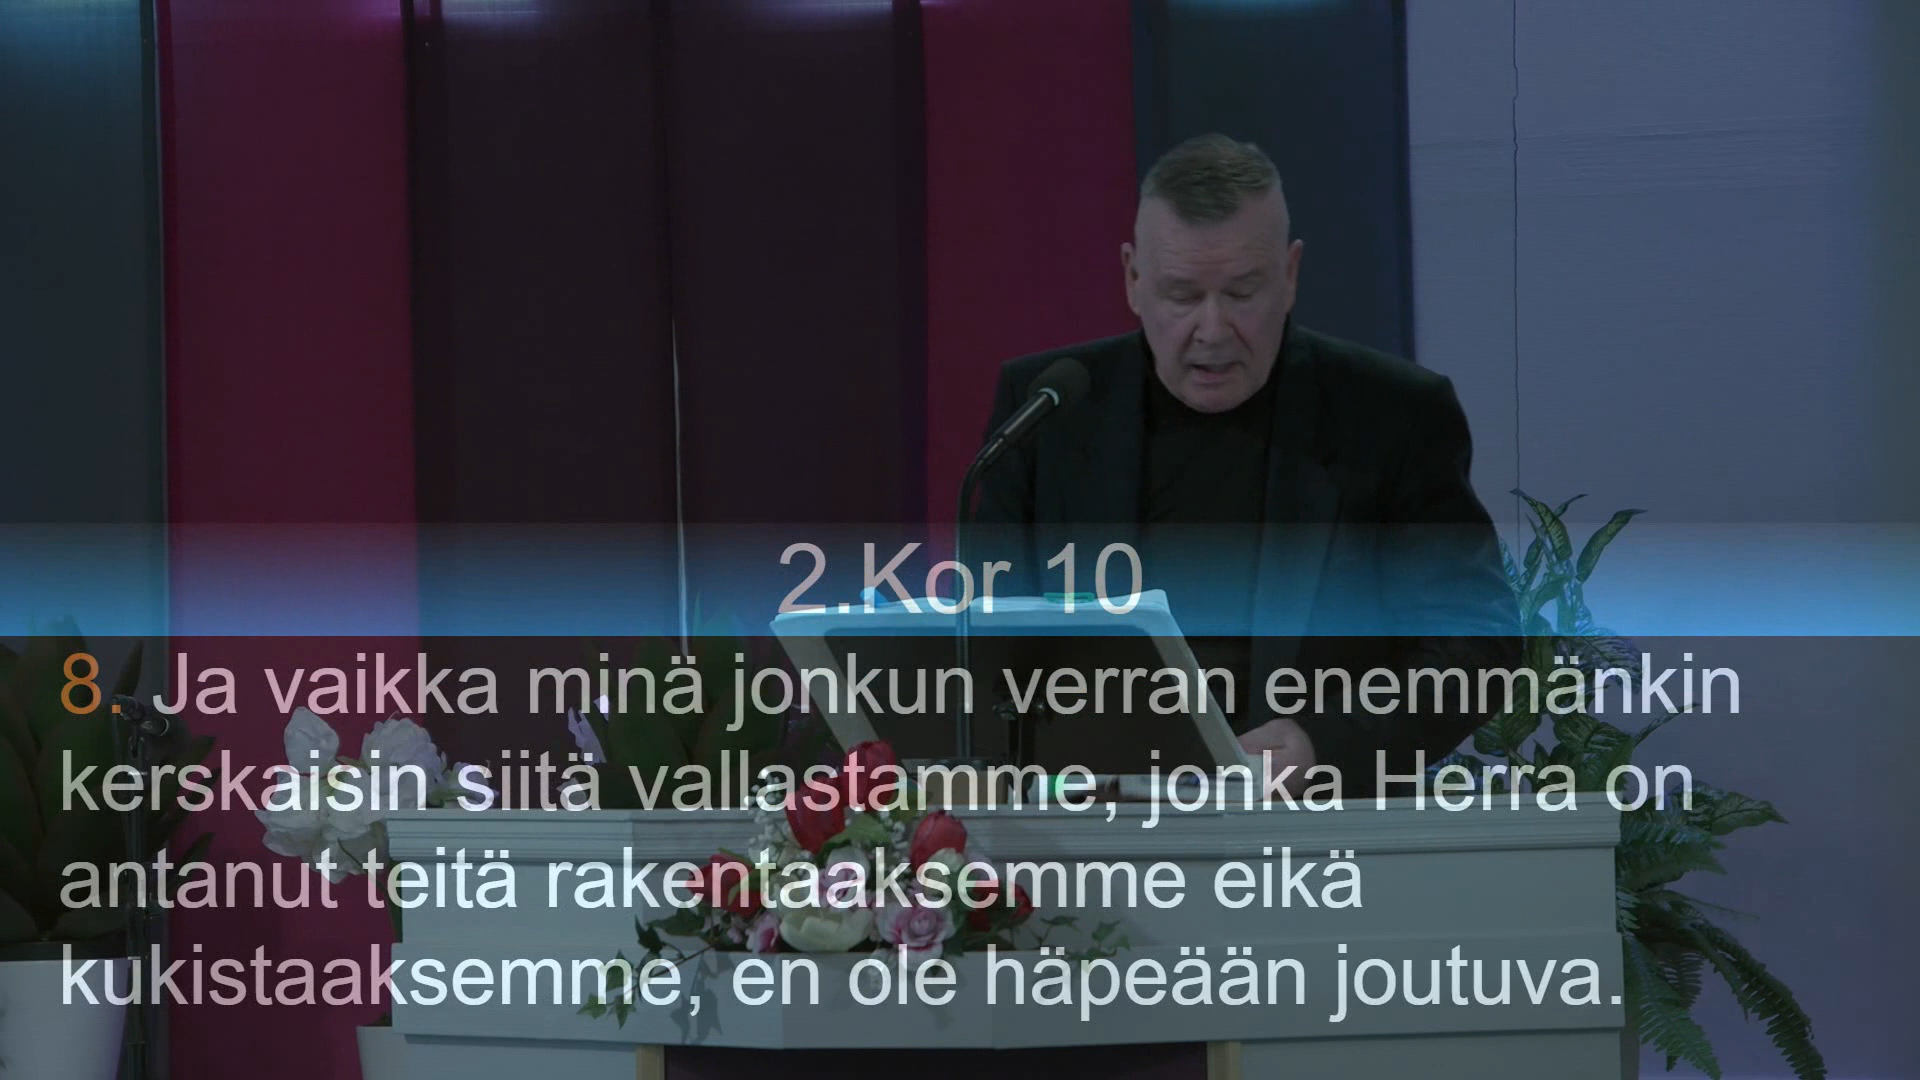 2.Kor 10
8. Ja vaikka minä jonkun verran enemmänkin
kerskaisin siitä vallastamme, jonka Herra on
antanut teitä rakentaaksemme eikä
kukistaaksemme, en ole häpeään joutuva.